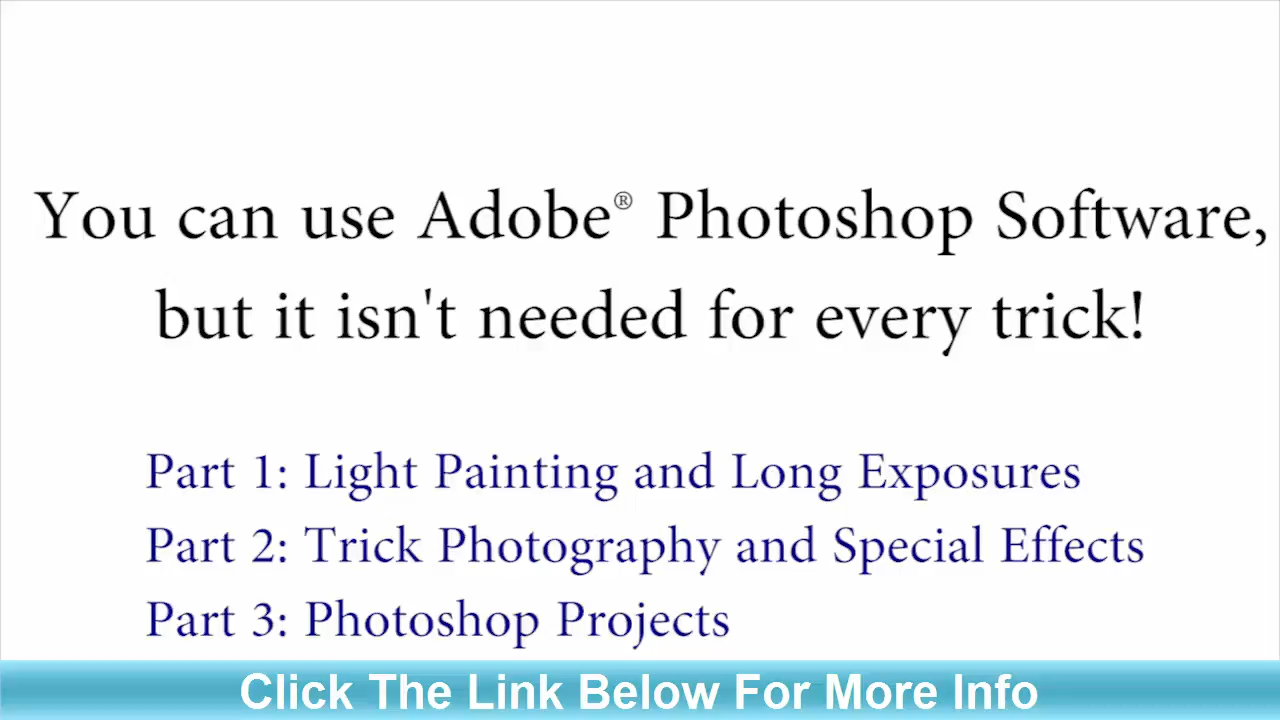 You can use Adobe® Photoshop Software,
but it isn't needed for every trick!
Part 1: Light Painting and Long Exposures
Part 2: Trick Photography and Special Effects
Part 3: Photoshop Projects
Click The Link Below For More Info